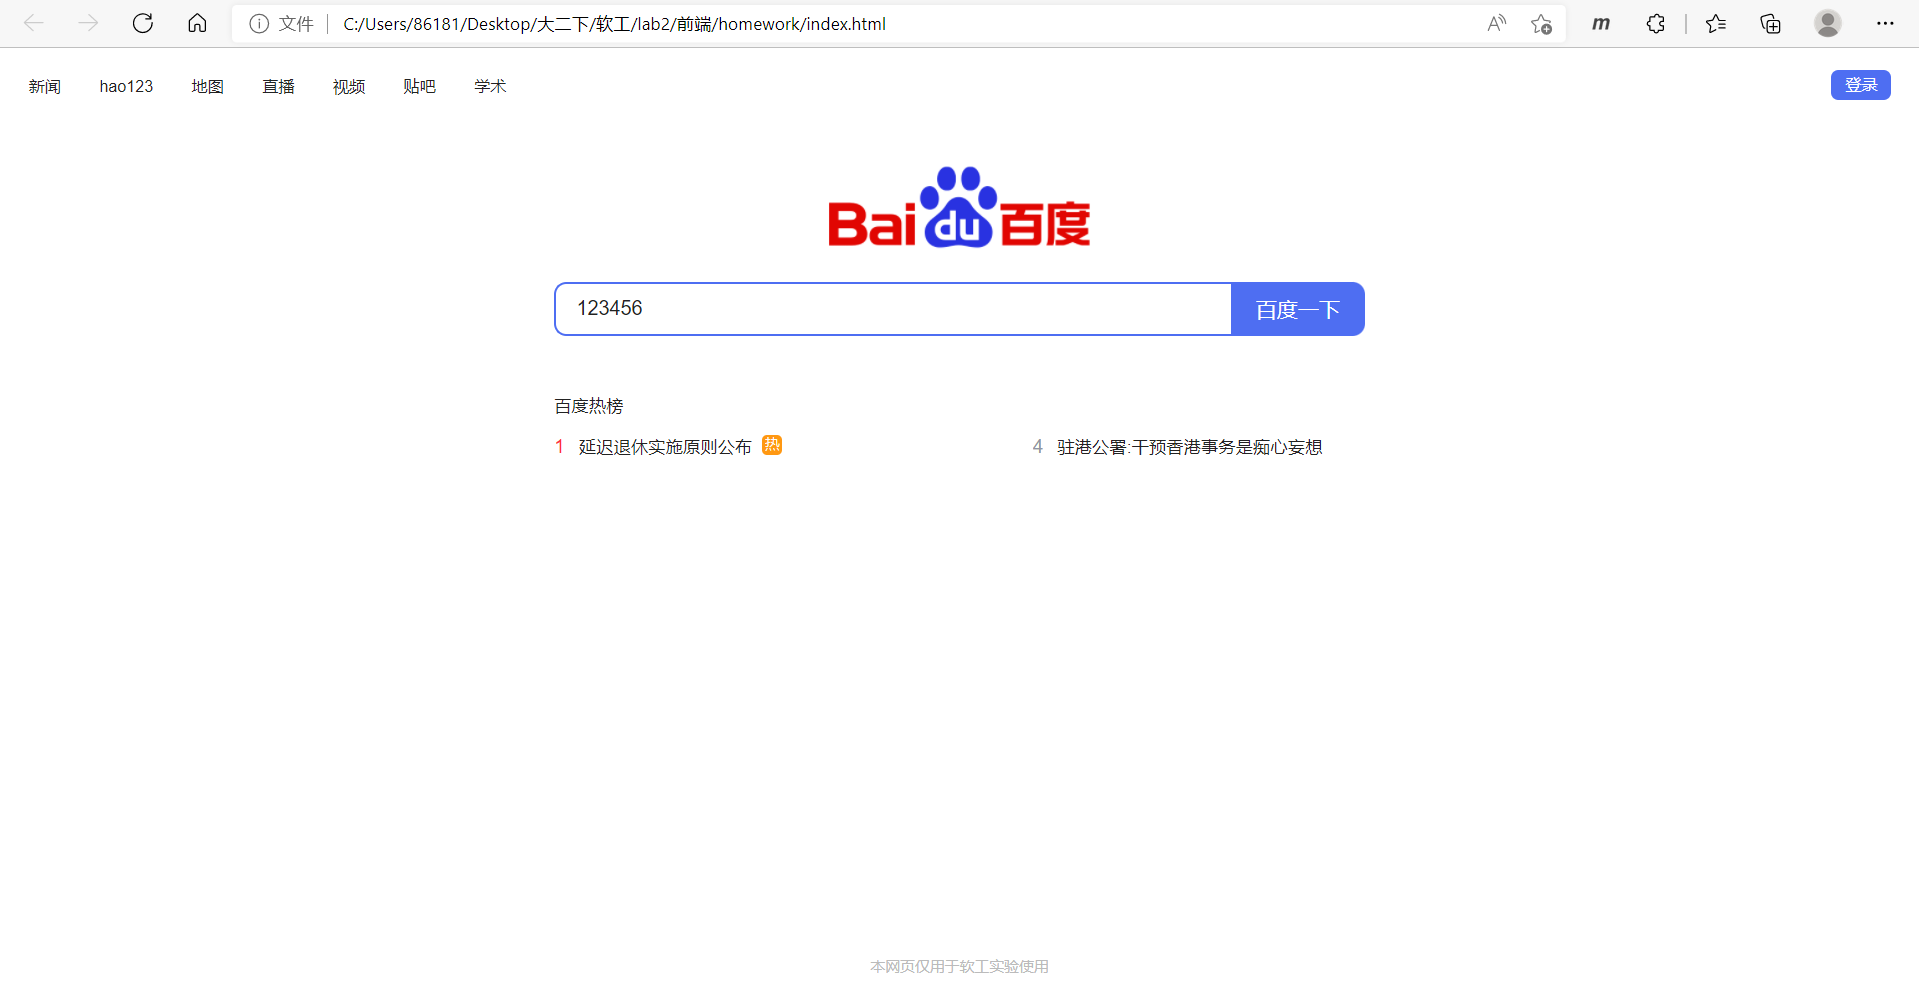 文件 C:/Users/86181/Desktop/大二下/软工/lab2/前端/homework/index.html
新闻 hao123 地图 直播 视频 贴吧 学术 登录
Bai du 百度
123456 百度一下
百度热榜
1 延迟退休实施原则公布 热 4 驻港公署:干预香港事务是痴心妄想
本网页仅用于软工实验使用